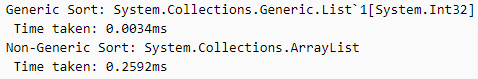 Generic Sort: System.Collections.Generic.List`1[System.Int32]
 Time taken: 0.0034ms
Non-Generic Sort: System.Collections.ArrayList
 Time taken: 0.2592ms